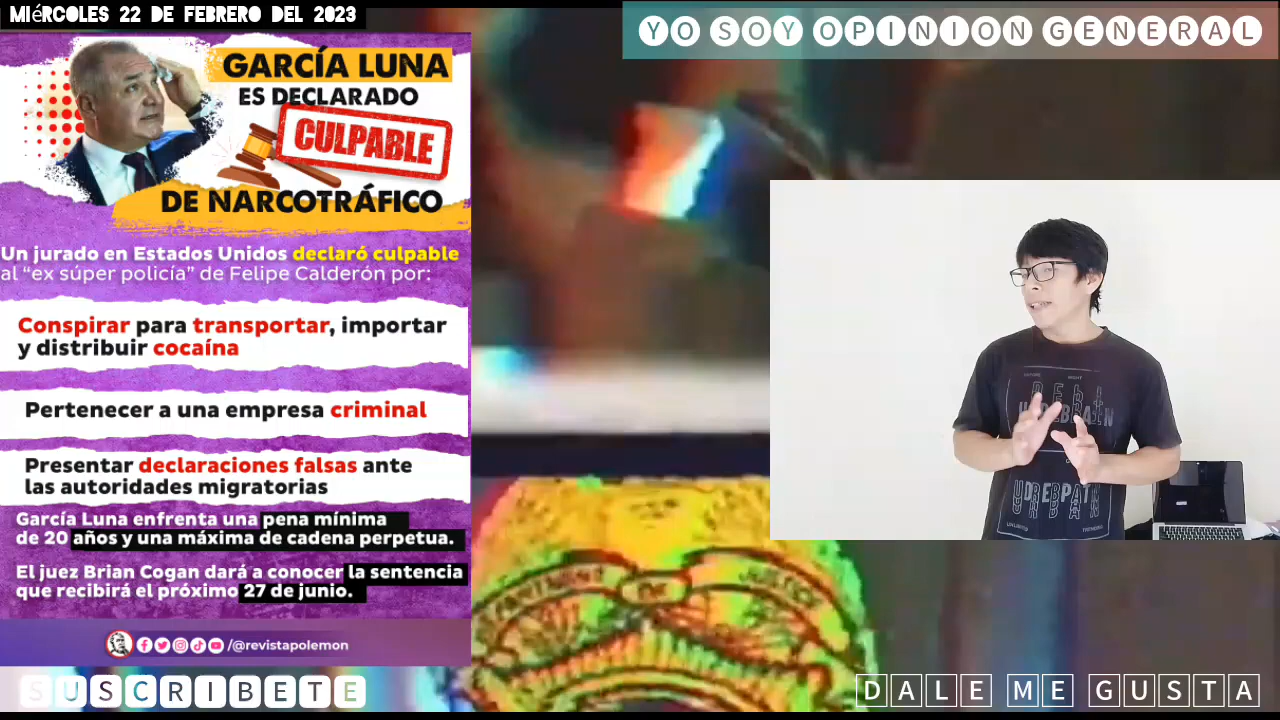 MIéRCOLES 22 DE FEBRERO DEL 2023
YO SOY OPINION GENERAL
GARCÍA LUNA
ES DECLARADO
CULPABLE
DE NARCOTRÁFICO
Un jurado en Estados Unidos declaró culpable
al “ex súper policía” de Felipe Calderón por:
Conspirar para transportar, importar
y distribuir cocaína
Pertenecer a una empresa criminal
Presentar declaraciones falsas ante
las autoridades migratorias
García Luna enfrenta una pena mínima
de 20 años y una máxima de cadena perpetua.
El juez Brian Cogan dará a conocer la sentencia
que recibirá el próximo 27 de junio.
/@revistapolemon
SUSCRIBETE
DALE ME GUSTA